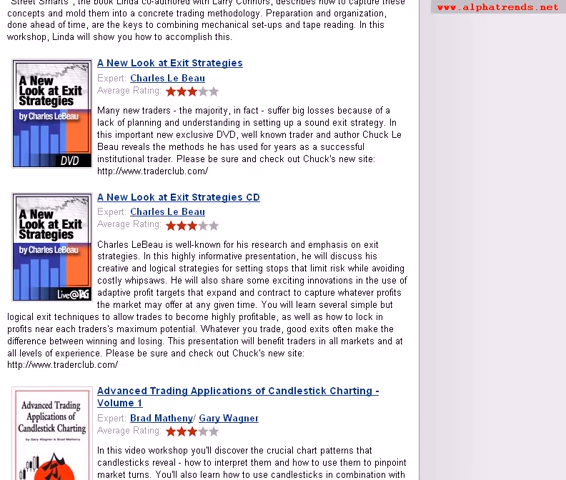 "Street Smarts", the book Linda co-authored with Larry Connors, describes how to capture these
concepts and mold them into a concrete trading methodology. Preparation and organization,
done ahead of time, are the keys to combining mechanical set-ups and tape reading. In this
workshop, Linda will show you how to accomplish this.
www.alphatrends.net
A New Look at Exit Strategies
Expert: Charles Le Beau
Average Rating:
Many new traders - the majority, in fact - suffer big losses because of a
lack of planning and understanding in setting up a sound exit strategy. In
this important new exclusive DVD, well known trader and author Chuck Le
Beau reveals the methods he has used for years as a successful
institutional trader. Please be sure and check out Chuck's new site:
http://www.traderclub.com/
A New
Look at Exit
Strategies
by Charles LeBeau
DVD
A New Look at Exit Strategies CD
Expert: Charles Le Beau
Average Rating:
Charles LeBeau is well-known for his research and emphasis on exit
strategies. In this highly informative presentation, he will discuss his
creative and logical strategies for setting stops that limit risk while avoiding
costly whipsaws. He will also share some exciting innovations in the use of
adaptive profit targets that expand and contract to capture whatever profits
the market may offer at any given time. You will learn several simple but
logical exit techniques to allow trades to become highly profitable, as well as how to lock in
profits near each traders's maximum potential. Whatever you trade, good exits often make the
difference between winning and losing. This presentation will benefit traders in all markets and at
all levels of experience. Please be sure and check out Chuck's new site:
http://www.traderclub.com/
A New
Look at Exit
Strategies
by Charles LeBeau
Advanced Trading Applications of Candlestick Charting -
Volume 1
Expert: Brad Matheny/ Gary Wagner
Average Rating:
In this video workshop you'll discover the crucial chart patterns that
candlesticks reveal - how to interpret them and how to use them to pinpoint
market turns. You'll also learn how to use candlesticks in combination with
Advanced Trading
Applications of
Candlestick Charting
by Gary Wagner & Brad Matheny